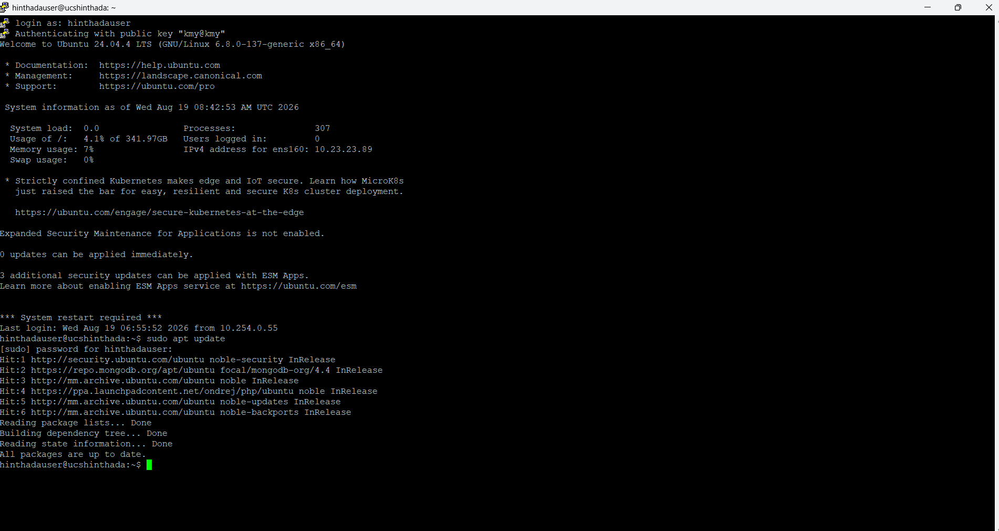 hinthadauser@ucshinthada: ~
login as: hinthadauser
Authenticating with public key "kmy@kmy"
Welcome to Ubuntu 24.04.4 LTS (GNU/Linux 6.8.0-137-generic x86_64)
* Documentation:  https://help.ubuntu.com
* Management:     https://landscape.canonical.com
* Support:        https://ubuntu.com/pro
System information as of Wed Aug 19 08:42:53 AM UTC 2026
System load:  0.0                Processes:               307
Usage of /:   4.1% of 341.97GB   Users logged in:         0
Memory usage: 7%                 IPv4 address for ens160: 10.23.23.89
Swap usage:   0%
* Strictly confined Kubernetes makes edge and IoT secure. Learn how MicroK8s
just raised the bar for easy, resilient and secure K8s cluster deployment.
https://ubuntu.com/engage/secure-kubernetes-at-the-edge
Expanded Security Maintenance for Applications is not enabled.
0 updates can be applied immediately.
3 additional security updates can be applied with ESM Apps.
Learn more about enabling ESM Apps service at https://ubuntu.com/esm
*** System restart required ***
Last login: Wed Aug 19 06:55:52 2026 from 10.254.0.55
hinthadauser@ucshinthada:~$ sudo apt update
[sudo] password for hinthadauser:
Hit:1 http://security.ubuntu.com/ubuntu noble-security InRelease
Hit:2 https://repo.mongodb.org/apt/ubuntu focal/mongodb-org/4.4 InRelease
Hit:3 http://mm.archive.ubuntu.com/ubuntu noble InRelease
Hit:4 https://ppa.launchpadcontent.net/ondrej/php/ubuntu noble InRelease
Hit:5 http://mm.archive.ubuntu.com/ubuntu noble-updates InRelease
Hit:6 http://mm.archive.ubuntu.com/ubuntu noble-backports InRelease
Reading package lists... Done
Building dependency tree... Done
Reading state information... Done
All packages are up to date.
hinthadauser@ucshinthada:~$